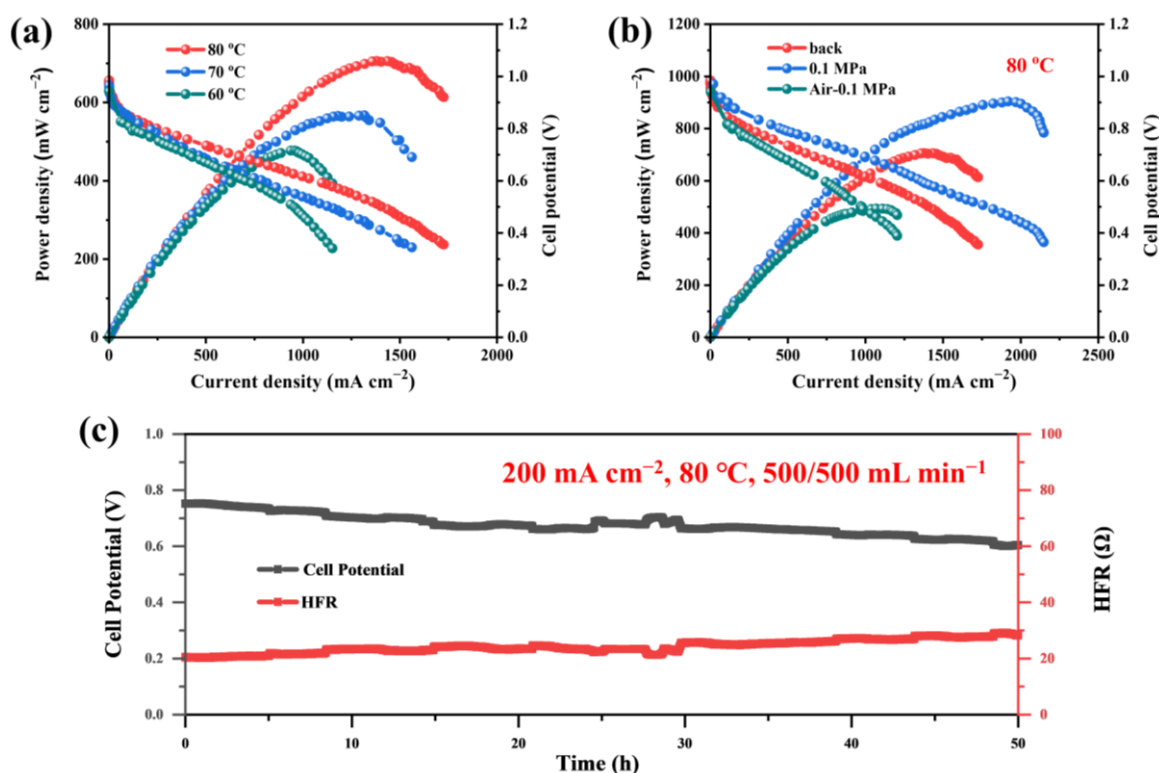 (a)
80 °C
70 °C
60 °C
Power density (mW cm⁻²)
800
600
400
200
0
Cell potential (V)
1.2
1.0
0.8
0.6
0.4
0.2
0.0
0 500 1000 1500 2000
Current density (mA cm⁻²)
(b)
back
0.1 MPa
Air-0.1 MPa
80 °C
Power density (mW cm⁻²)
1200
1000
800
600
400
200
0
Cell potential (V)
1.2
1.0
0.8
0.6
0.4
0.2
0.0
0 500 1000 1500 2000 2500
Current density (mA cm⁻²)
(c)
200 mA cm⁻², 80 °C, 500/500 mL min⁻¹
Cell Potential
HFR
Cell Potential (V)
1.0
0.8
0.6
0.4
0.2
0.0
HFR (Ω)
100
80
60
40
20
0
0 10 20 30 40 50
Time (h)